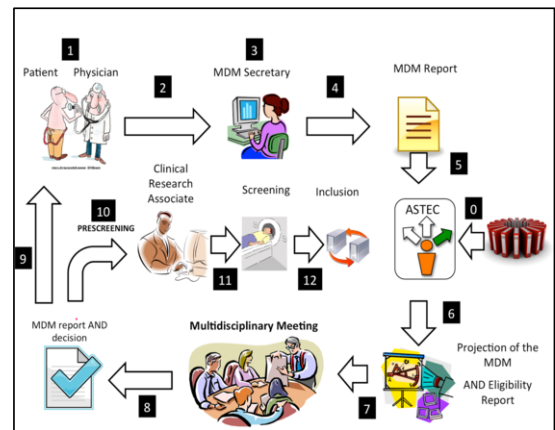 1
Patient Physician
2
3
MDM Secretary
4
MDM Report
5
ASTEC
0
6
Projection of the
MDM
AND Eligibility
Report
7
Multidisciplinary Meeting
8
MDM report AND
decision
9
10
PRESCREENING
Clinical
Research
Associate
11
Screening
12
Inclusion